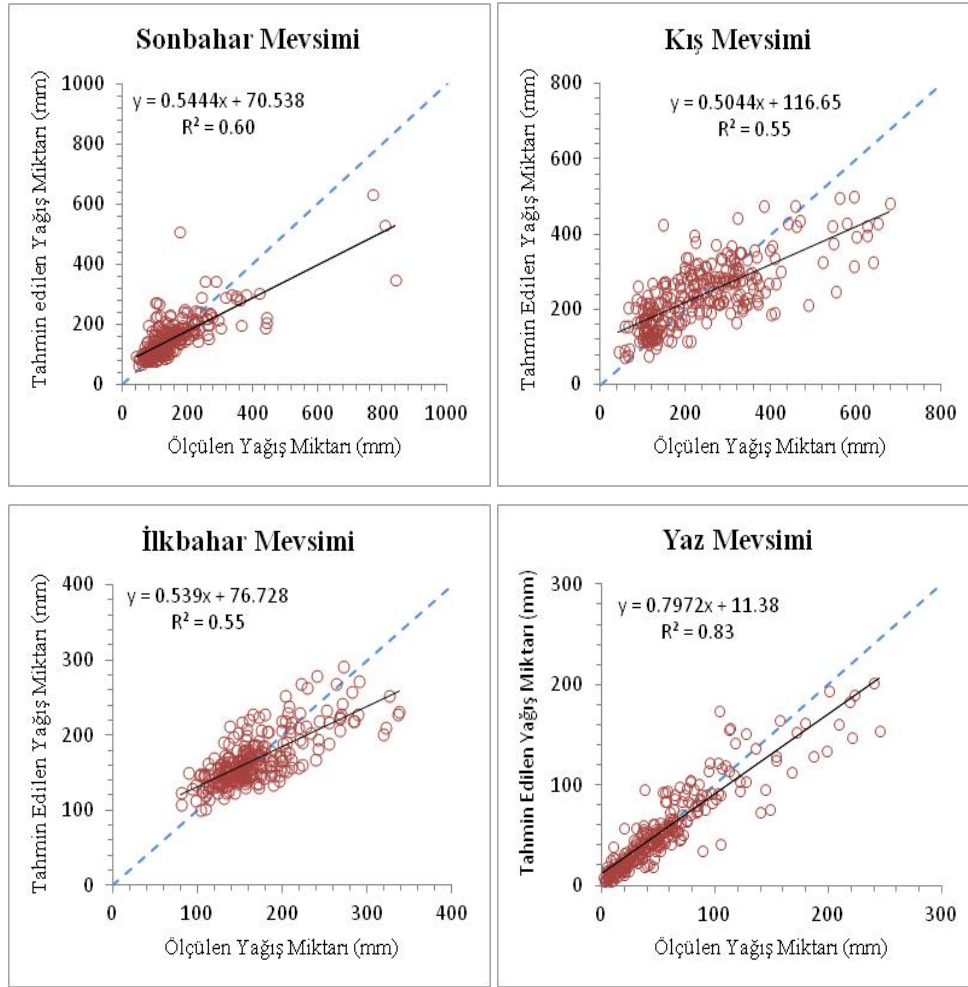 Sonbahar Mevsimi
y = 0.5444x + 70.538
R² = 0.60
Tahmin edilen Yağış Miktarı (mm)
1000
800
600
400
200
0
0 200 400 600 800 1000
Ölçülen Yağış Miktarı (mm)
Kış Mevsimi
y = 0.5044x + 116.65
R² = 0.55
Tahmin Edilen Yağış Miktarı (mm)
800
600
400
200
0
0 200 400 600 800
Ölçülen Yağış Miktarı (mm)
İlkbahar Mevsimi
y = 0.539x + 76.728
R² = 0.55
Tahmin Edilen Yağış Miktarı (mm)
400
300
200
100
0
0 100 200 300 400
Ölçülen Yağış Miktarı (mm)
Yaz Mevsimi
y = 0.7972x + 11.38
R² = 0.83
Tahmin Edilen Yağış Miktarı (mm)
300
200
100
0
0 100 200 300
Ölçülen Yağış Miktarı (mm)